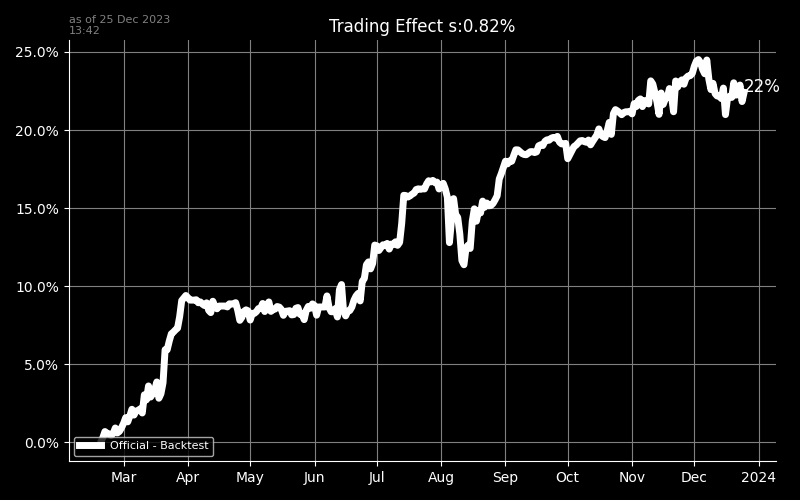 as of 25 Dec 2023
13:42
Trading Effect s:0.82%
25.0%
20.0%
15.0%
10.0%
5.0%
0.0%
22%
Official - Backtest
Mar Apr May Jun Jul Aug Sep Oct Nov Dec 2024